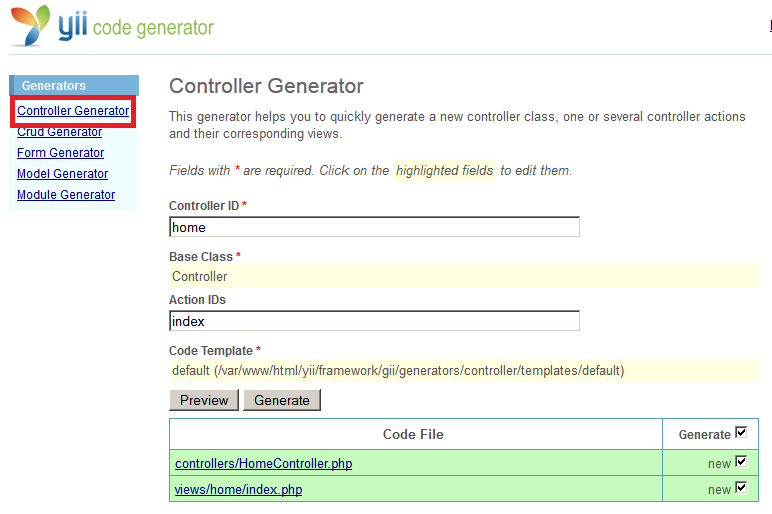 yii code generator
Generators
Controller Generator
Crud Generator
Form Generator
Model Generator
Module Generator
Controller Generator
This generator helps you to quickly generate a new controller class, one or several controller actions
and their corresponding views.
Fields with * are required. Click on the highlighted fields to edit them.
Controller ID *
home
Base Class *
Controller
Action IDs
index
Code Template *
default (/var/www/html/yii/framework/gii/generators/controller/templates/default)
Preview Generate
Code File Generate
controllers/HomeController.php new
views/home/index.php new